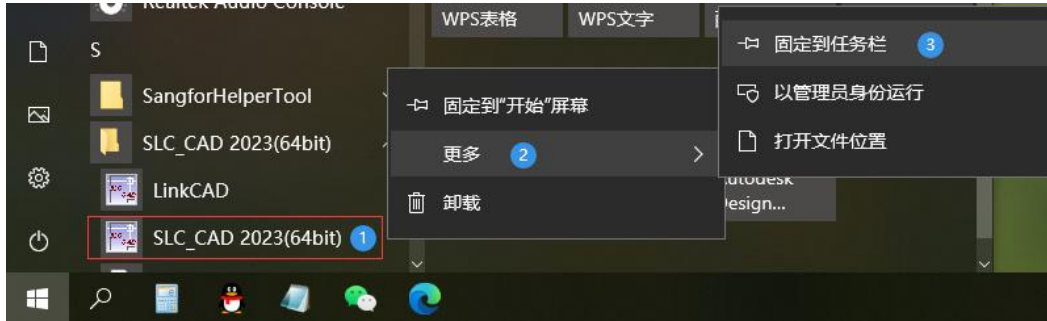 Realtek Audio Console
S
SangforHelperTool
SLC_CAD 2023(64bit)
LinkCAD
SLC_CAD 2023(64bit) 1
WPS表格
WPS文字
固定到"开始"屏幕
更多 2
卸载
固定到任务栏 3
以管理员身份运行
打开文件位置
Autodesk
Design...